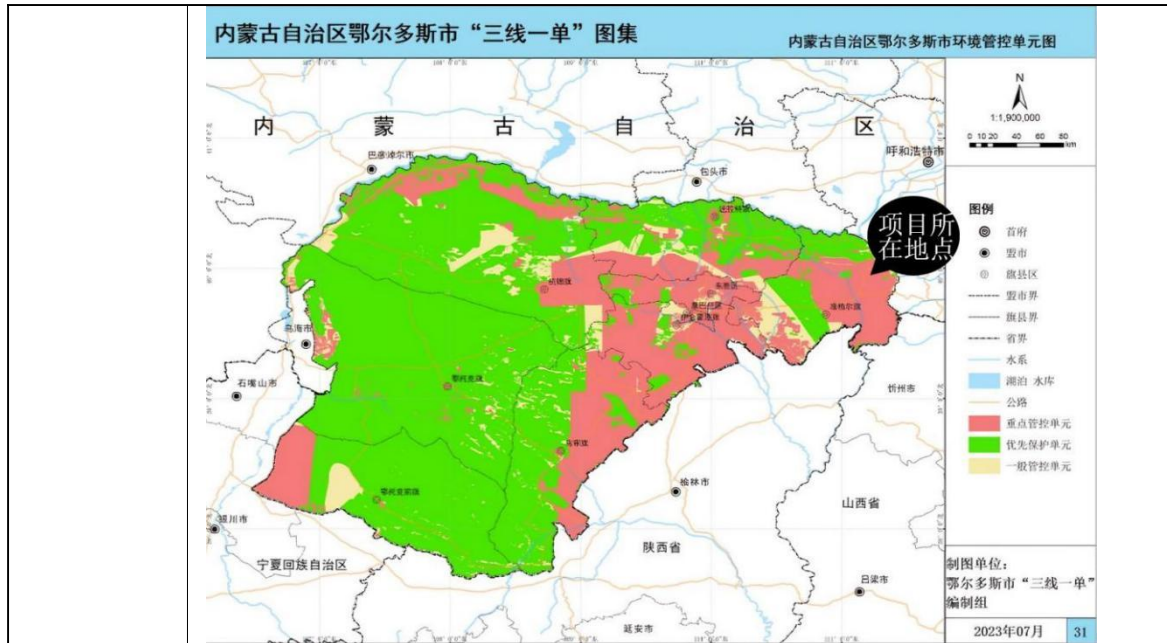 内蒙古自治区鄂尔多斯市“三线一单”图集
内蒙古自治区鄂尔多斯市环境管控单元图
N
1:1,900,000
0 10 20 40 60 80
km
内 蒙 古 自 治 区
呼和浩特市
巴彦淖尔市
包头市
达拉特旗
项目所
在地点
杭锦旗
东胜区
康巴什区
伊金霍洛旗
准格尔旗
乌海市
石嘴山市
鄂托克旗
忻州市
乌审旗
鄂托克前旗
榆林市
山西省
银川市
宁夏回族自治区
陕西省
吕梁市
延安市
图例
首府
盟市
旗县区
盟市界
旗县界
省界
水系
湖泊 水库
公路
重点管控单元
优先保护单元
一般管控单元
制图单位:
鄂尔多斯市“三线一单”
编制组
2023年07月
31